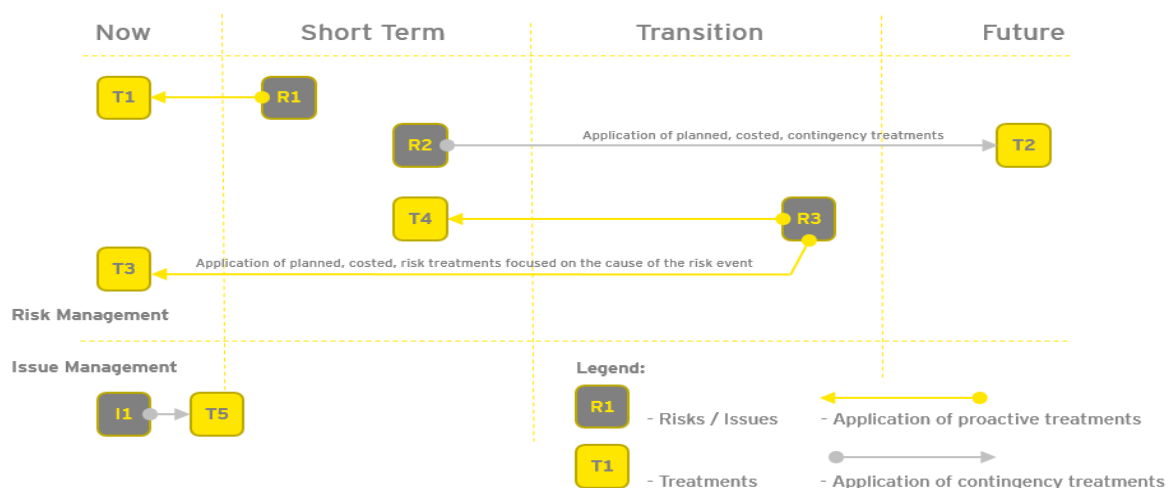 Now Short Term Transition Future
T1 R1
R2 Application of planned, costed, contingency treatments T2
T4 R3
T3 Application of planned, costed, risk treatments focused on the cause of the risk event
Risk Management
Issue Management
I1 T5
Legend:
R1 - Risks / Issues - Application of proactive treatments
T1 - Treatments - Application of contingency treatments